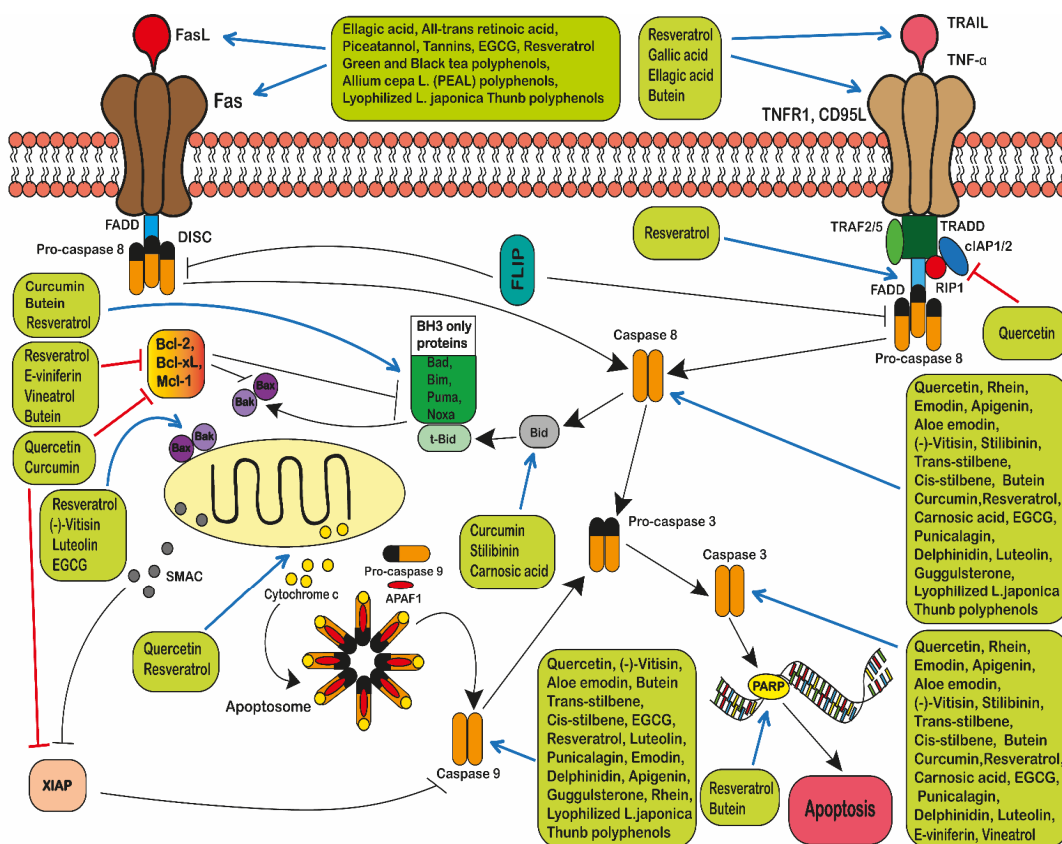 FasL
Fas
Ellagic acid, All-trans retinoic acid,
Piceatannol, Tannins, EGCG, Resveratrol
Green and Black tea polyphenols,
Allium cepa L. (PEAL) polyphenols,
Lyophilized L. japonica Thunb polyphenols
Resveratrol
Gallic acid
Ellagic acid
Butein
TRAIL
TNF-α
TNFR1, CD95L
FADD
DISC
Pro-caspase 8
FLIP
Resveratrol
TRAF2/5
TRADD
cIAP1/2
FADD
RIP1
Pro-caspase 8
Quercetin
Curcumin
Butein
Resveratrol
Resveratrol
E-viniferin
Vineatrol
Butein
Quercetin
Curcumin
Resveratrol
(-)-Vitisin
Luteolin
EGCG
Bcl-2,
Bcl-xL,
Mcl-1
Bax
Bak
Bak
Bax
BH3 only
proteins
Bad,
Bim,
Puma,
Noxa
t-Bid
Bid
Caspase 8
Curcumin
Stilibinin
Carnosic acid
Pro-caspase 3
Caspase 3
Quercetin, Rhein,
Emodin, Apigenin,
Aloe emodin,
(-)-Vitisin, Stilibinin,
Trans-stilbene,
Cis-stilbene, Butein
Curcumin,Resveratrol,
Carnosic acid, EGCG,
Punicalagin,
Delphinidin, Luteolin,
Guggulsterone,
Lyophilized L.japonica
Thunb polyphenols
SMAC
Cytochrome c
Pro-caspase 9
APAF1
Quercetin
Resveratrol
Apoptosome
Caspase 9
XIAP
Quercetin, (-)-Vitisin,
Aloe emodin, Butein
Trans-stilbene,
Cis-stilbene, EGCG
Resveratrol, Luteolin,
Punicalagin, Emodin,
Delphinidin, Apigenin,
Guggulsterone, Rhein,
Lyophilized L.japonica
Thunb polyphenols
PARP
Resveratrol
Butein
Apoptosis
Quercetin, Rhein,
Emodin, Apigenin,
Aloe emodin,
(-)-Vitisin, Stilibinin,
Trans-stilbene,
Cis-stilbene, Butein
Curcumin,Resveratrol,
Carnosic acid, EGCG,
Punicalagin,
Delphinidin, Luteolin,
E-viniferin, Vineatrol